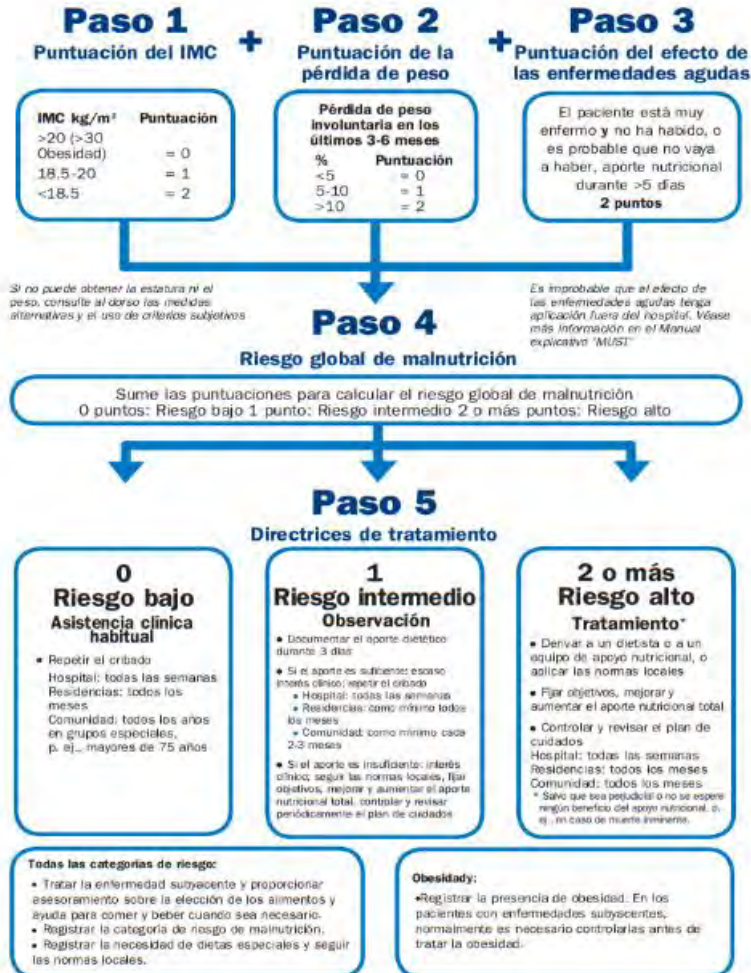 Paso 1
Puntuación del IMC
+
Paso 2
Puntuación de la
pérdida de peso
+
Paso 3
Puntuación del efecto de
las enfermedades agudas
IMC kg/m² Puntuación
>20 (>30
Obesidad) = 0
18.5-20 = 1
<18.5 = 2
Pérdida de peso
involuntaria en los
últimos 3-6 meses
% Puntuación
<5 = 0
5-10 = 1
>10 = 2
El paciente está muy
enfermo y no ha habido, o
es probable que no vaya
a haber, aporte nutricional
durante >5 días
2 puntos
Si no puede obtener la estatura ni el
peso, consulte al dorso las medidas
alternativas y el uso de criterios subjetivos
Es improbable que el efecto de
las enfermedades agudas tenga
aplicación fuera del hospital. Véase
más información en el Manual
explicativo 'MUST'
Paso 4
Riesgo global de malnutrición
Sume las puntuaciones para calcular el riesgo global de malnutrición
0 puntos: Riesgo bajo 1 punto: Riesgo intermedio 2 o más puntos: Riesgo alto
Paso 5
Directrices de tratamiento
0
Riesgo bajo
Asistencia clínica
habitual
• Repetir el cribado
Hospital: todas las semanas
Residencias: todos los
meses
Comunidad: todos los años
en grupos especiales,
p. ej., mayores de 75 años
1
Riesgo intermedio
Observación
• Documentar el aporte dietético
durante 3 días
• Si el aporte es suficiente: escaso
interés clínico; repetir el cribado
• Hospital: todas las semanas
• Residencias: como mínimo todos
los meses
• Comunidad: como mínimo cada
2-3 meses
• Si el aporte es insuficiente: interés
clínico; seguir las normas locales, fijar
objetivos, mejorar y aumentar el aporte
nutricional total, controlar y revisar
periódicamente el plan de cuidados
2 o más
Riesgo alto
Tratamiento*
• Derivar a un dietista o a un
equipo de apoyo nutricional, o
aplicar las normas locales
• Fijar objetivos, mejorar y
aumentar el aporte nutricional total
• Controlar y revisar el plan de
cuidados
Hospital: todas las semanas
Residencias: todos los meses
Comunidad: todos los meses
* Salvo que sea perjudicial o no se espere
ningún beneficio del apoyo nutricional, p.
ej., en caso de muerte inminente.
Todas las categorías de riesgo:
• Tratar la enfermedad subyacente y proporcionar
asesoramiento sobre la elección de los alimentos y
ayuda para comer y beber cuando sea necesario.
• Registrar la categoría de riesgo de malnutrición.
• Registrar la necesidad de dietas especiales y seguir
las normas locales.
Obesidady:
•Registrar la presencia de obesidad. En los
pacientes con enfermedades subyascentes,
normalmente es necesario controlarlas antes de
tratar la obesidad.